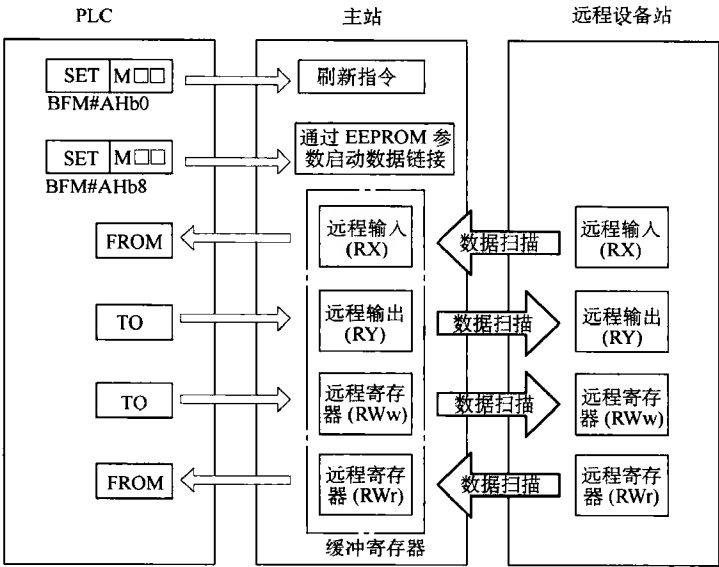 PLC
主站
远程设备站
SET M□□
刷新指令
BFM#AHb0
通过 EEPROM 参
数启动数据链接
SET M□□
BFM#AHb8
FROM
远程输入
(RX)
数据扫描
远程输入
(RX)
TO
远程输出
(RY)
数据扫描
远程输出
(RY)
TO
远程寄存
器 (RWw)
数据扫描
远程寄存
器 (RWw)
FROM
远程寄存
器 (RWr)
数据扫描
远程寄存
器 (RWr)
缓冲寄存器